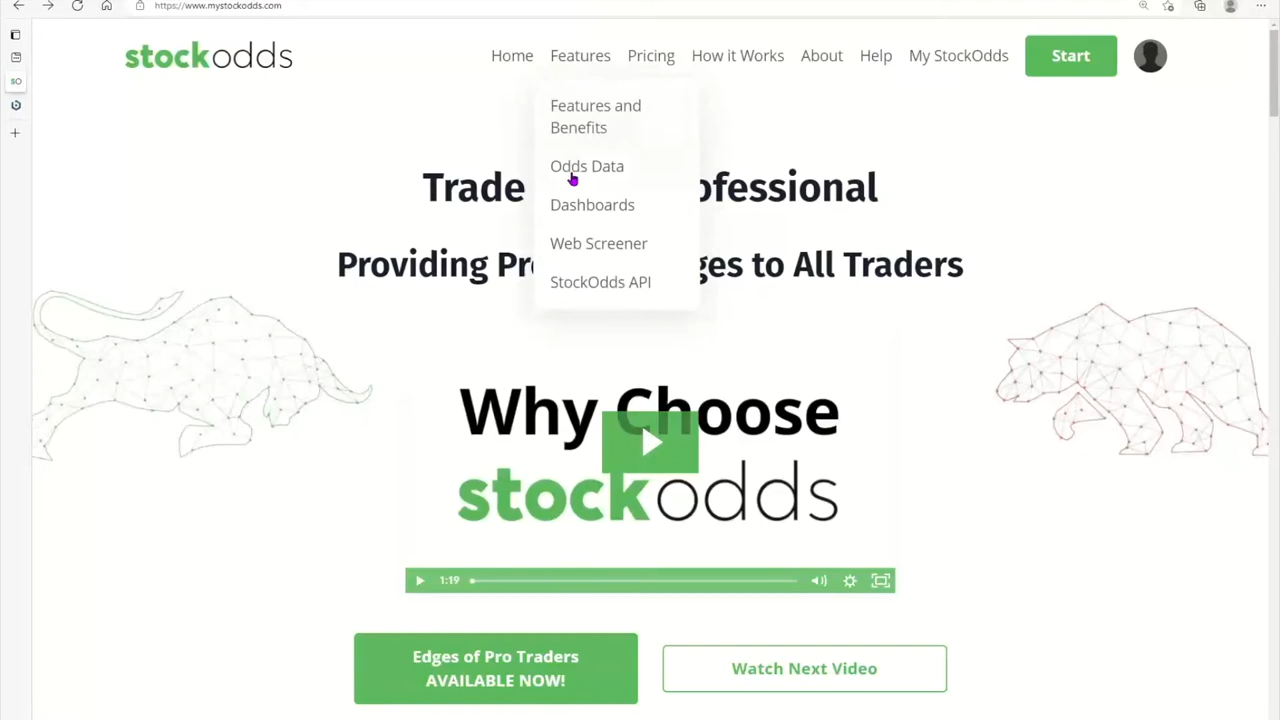 https://www.mystockodds.com
stockodds
Home Features Pricing How it Works About Help My StockOdds Start
Features and
Benefits
Odds Data
Dashboards
Web Screener
StockOdds API
Trade ofessional
Providing Pr ges to All Traders
Why Choose
stockodds
1:19
Edges of Pro Traders
AVAILABLE NOW!
Watch Next Video